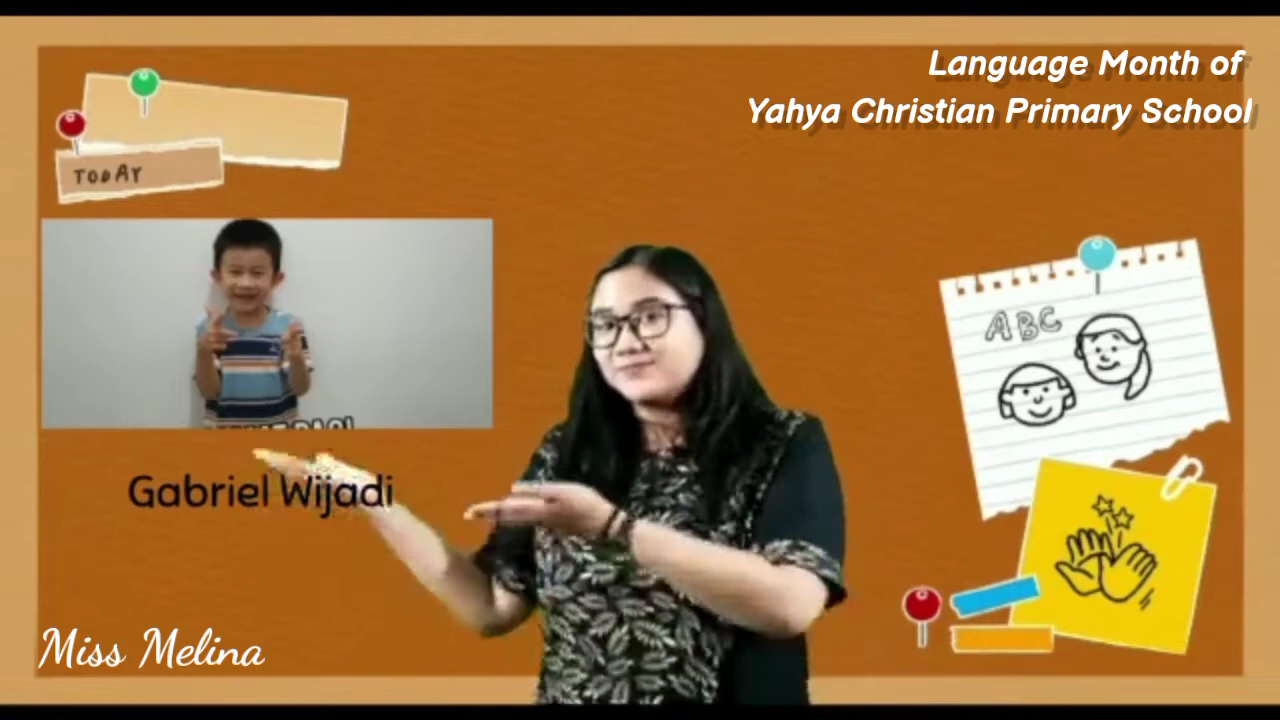 Language Month of
Yahya Christian Primary School
TODAY
ABC
Gabriel Wijadi
Miss Melina